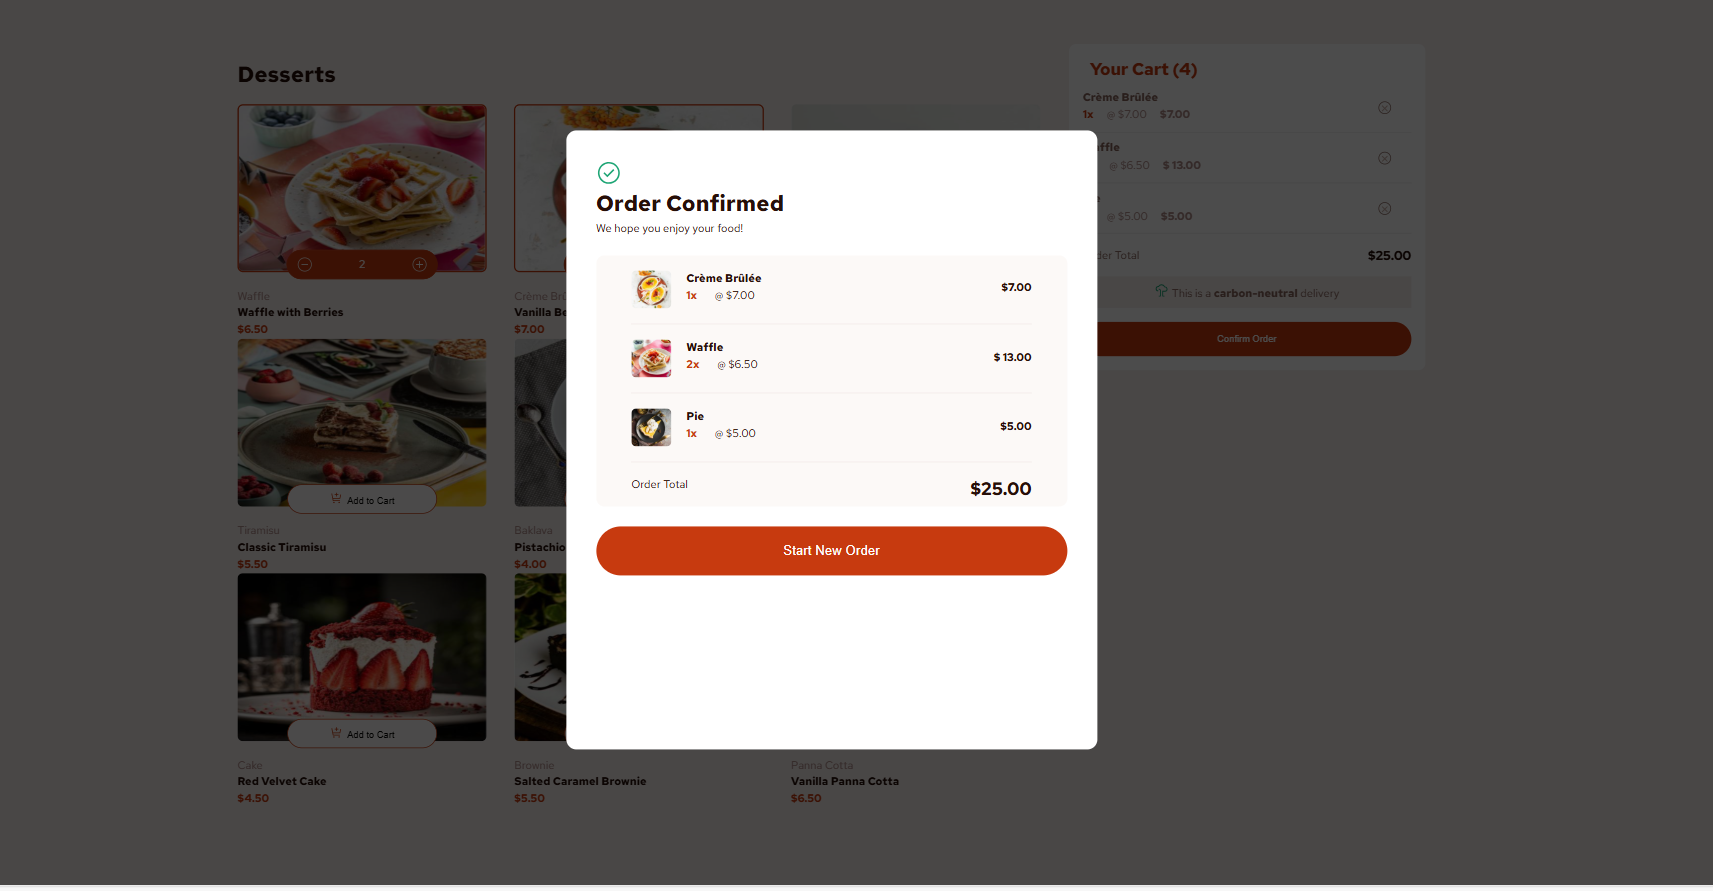 Desserts
2
Waffle
Waffle with Berries
$6.50
Crème Br
Vanilla Be
$7.00
Add to Cart
Tiramisu
Classic Tiramisu
$5.50
Baklava
Pistachio
$4.00
Add to Cart
Cake
Red Velvet Cake
$4.50
Brownie
Salted Caramel Brownie
$5.50
Panna Cotta
Vanilla Panna Cotta
$6.50
Order Confirmed
We hope you enjoy your food!
Crème Brûlée
1x @ $7.00 $7.00
Waffle
2x @ $6.50 $ 13.00
Pie
1x @ $5.00 $5.00
Order Total $25.00
Start New Order
Your Cart (4)
Crème Brûlée
1x @ $7.00 $7.00
ffle
@ $6.50 $ 13.00
e
@ $5.00 $5.00
der Total $25.00
This is a carbon-neutral delivery
Confirm Order